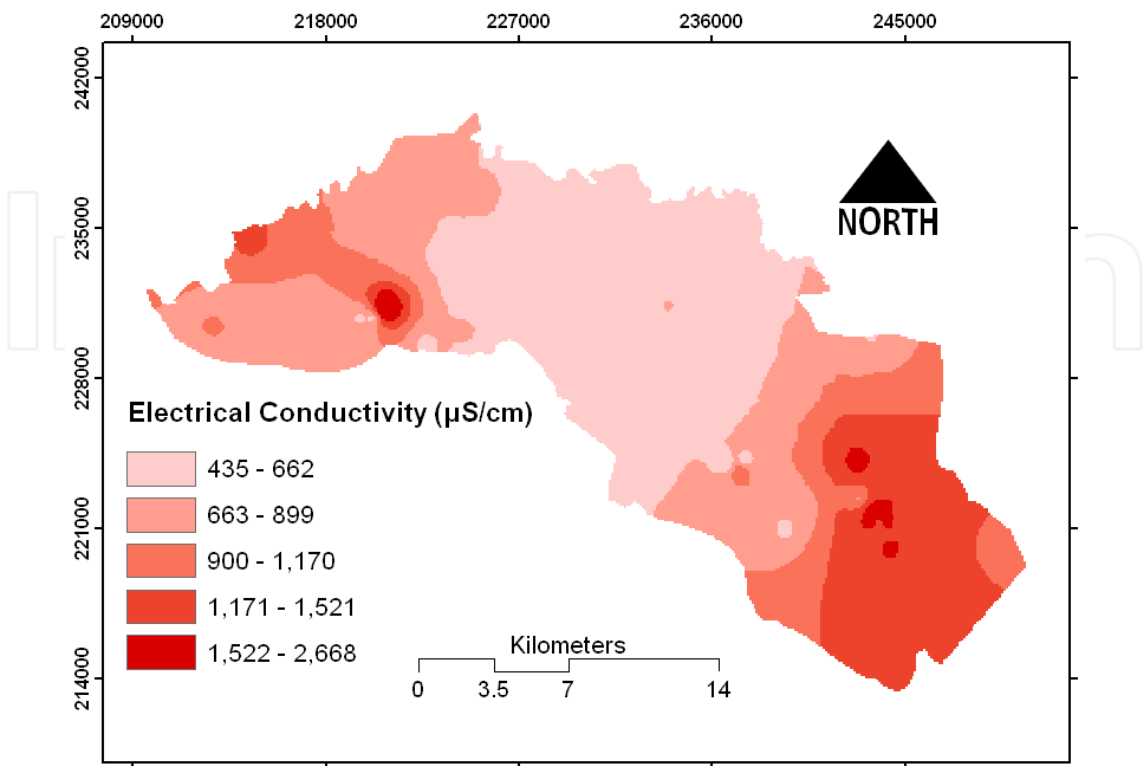 209000 218000 227000 236000 245000
242000
235000
228000
221000
214000
NORTH
Electrical Conductivity (µS/cm)
435 - 662
663 - 899
900 - 1,170
1,171 - 1,521
1,522 - 2,668
Kilometers
0 3.5 7 14